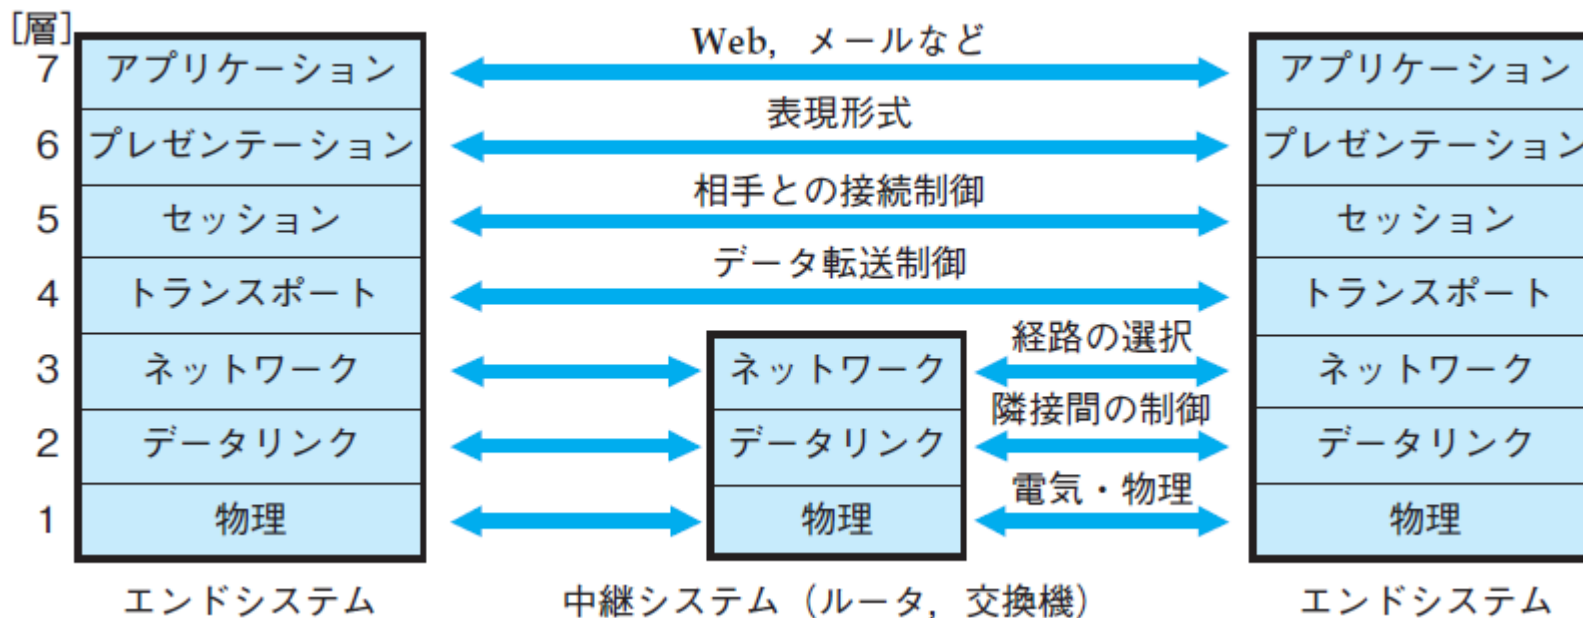 [層]
Web, メールなど
7 アプリケーション アプリケーション
表現形式
6 プレゼンテーション プレゼンテーション
相手との接続制御
5 セッション セッション
データ転送制御
4 トランスポート トランスポート
経路の選択
3 ネットワーク ネットワーク ネットワーク
隣接間の制御
2 データリンク データリンク データリンク
電気・物理
1 物理 物理 物理
エンドシステム 中継システム（ルータ, 交換機） エンドシステム